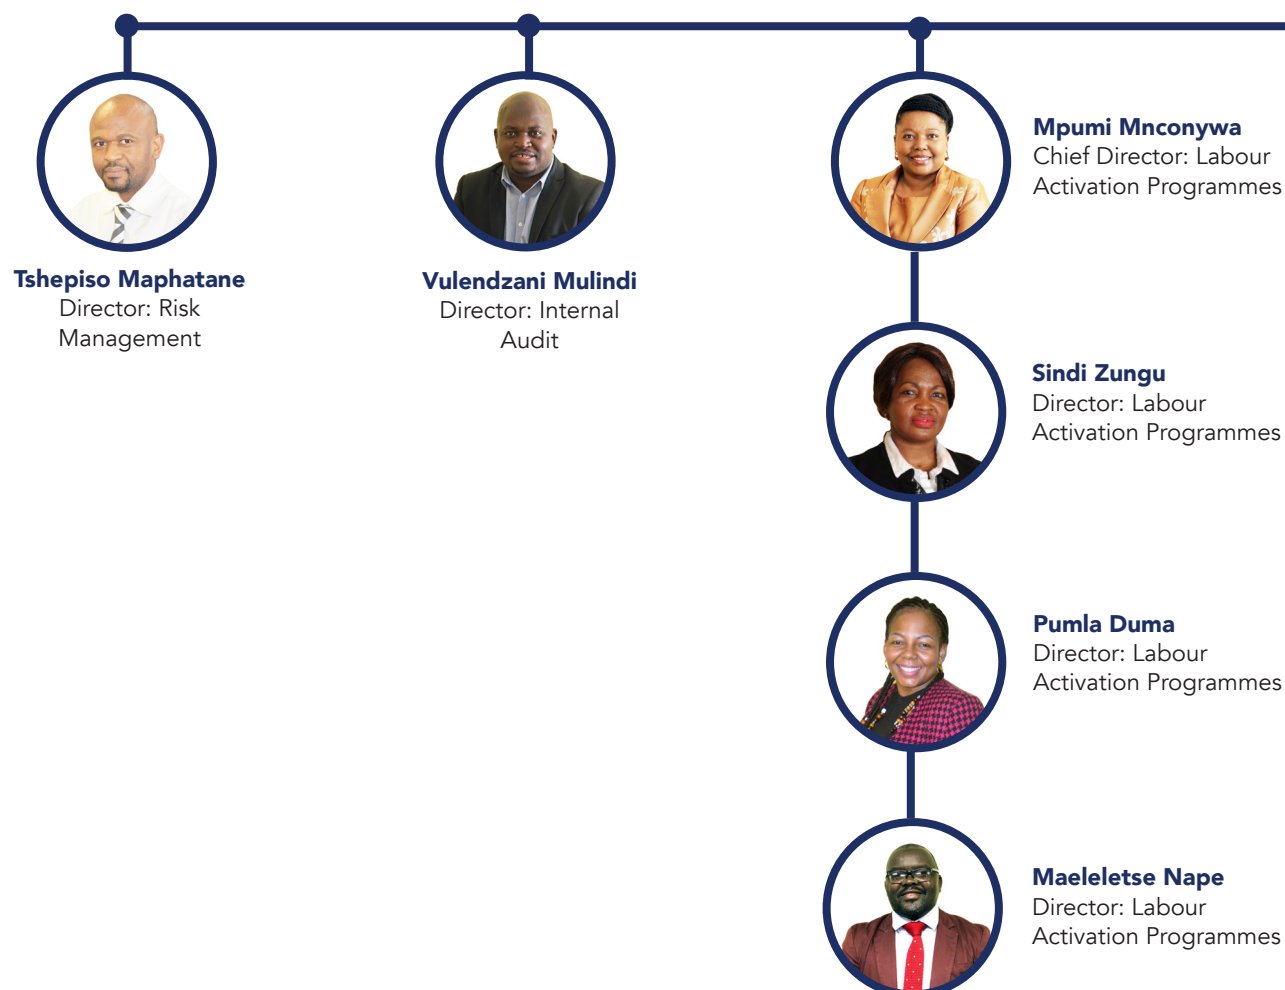 Tshepiso Maphatane
Director: Risk
Management
Vulendzani Mulindi
Director: Internal
Audit
Mpumi Mnconywa
Chief Director: Labour
Activation Programmes
Sindi Zungu
Director: Labour
Activation Programmes
Pumla Duma
Director: Labour
Activation Programmes
Maeleletse Nape
Director: Labour
Activation Programmes